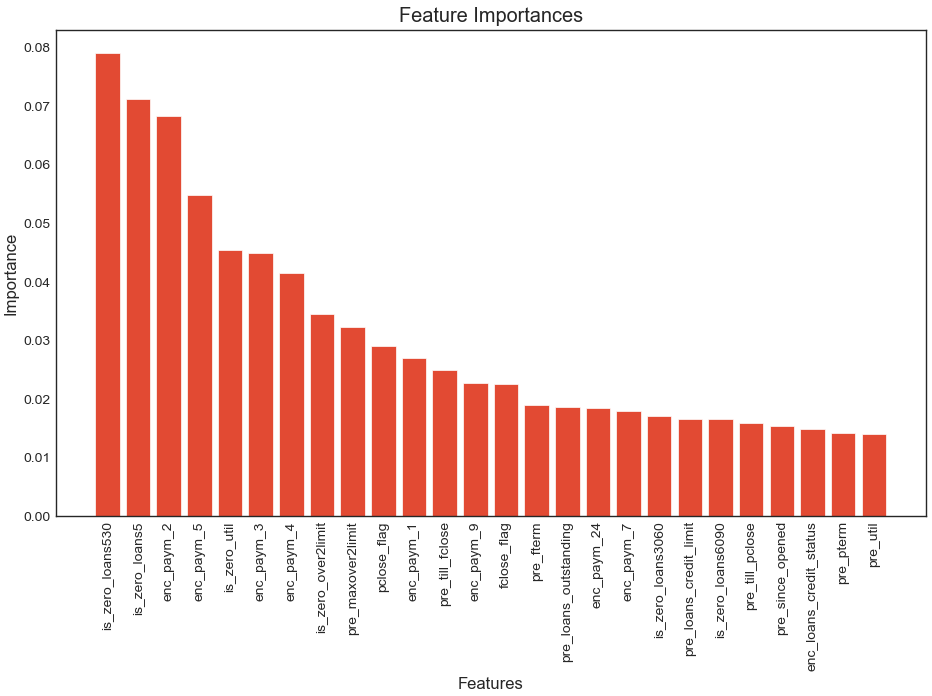 Feature Importances
0.08
0.07
0.06
0.05
0.04
0.03
0.02
0.01
0.00
Importance
is_zero_loans530
is_zero_loans5
enc_paym_2
enc_paym_5
is_zero_util
enc_paym_3
enc_paym_4
is_zero_over2limit
pre_maxover2limit
pclose_flag
enc_paym_1
pre_till_fclose
enc_paym_9
fclose_flag
pre_fterm
pre_loans_outstanding
enc_paym_24
enc_paym_7
is_zero_loans3060
pre_loans_credit_limit
is_zero_loans6090
pre_till_pclose
pre_since_opened
enc_loans_credit_status
pre_pterm
pre_util
Features